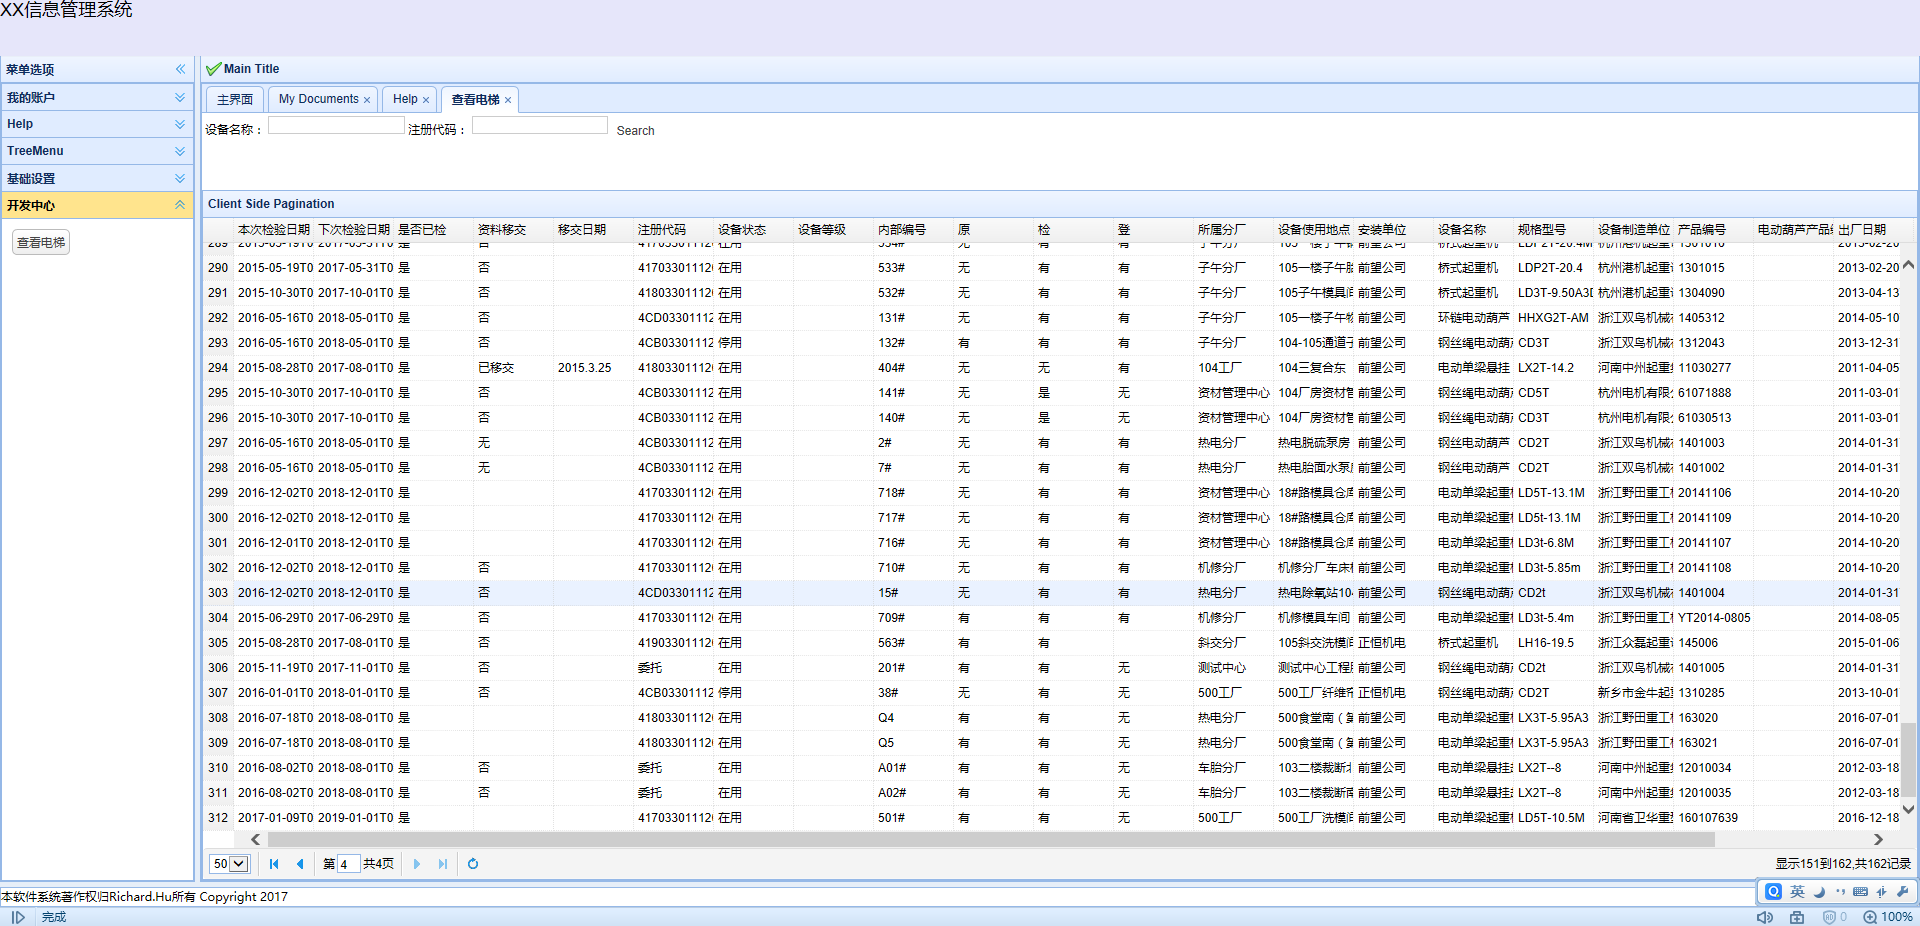 XX信息管理系统
菜单选项
我的账户
Help
TreeMenu
基础设置
开发中心
查看电梯
Main Title
主界面 My Documents Help 查看电梯
设备名称： 注册代码： Search
Client Side Pagination
本次检验日期 下次检验日期 是否已检 资料移交 移交日期 注册代码 设备状态 设备等级 内部编号 原 检 登 所属分厂 设备使用地点 安装单位 设备名称 规格型号 设备制造单位 产品编号 电动葫芦产品 出厂日期
290 2015-05-19T0 2017-05-31T0 是 否 417033011120 在用 533# 无 有 有 子午分厂 105一楼子午胎 前望公司 桥式起重机 LDP2T-20.4 杭州港机起重 1301015 2013-02-20
291 2015-10-30T0 2017-10-01T0 是 否 418033011120 在用 532# 无 有 有 子午分厂 105子午模具间 前望公司 桥式起重机 LD3T-9.50A3D 杭州港机起重 1304090 2013-04-13
292 2016-05-16T0 2018-05-01T0 是 否 4CD03301112 在用 131# 无 有 有 子午分厂 105一楼子午 前望公司 环链电动葫芦 HHXG2T-AM 浙江双鸟机械 1405312 2014-05-10
293 2016-05-16T0 2018-05-01T0 是 否 4CB03301112 停用 132# 有 有 有 子午分厂 104-105通道 前望公司 钢丝绳电动葫 CD3T 浙江双鸟机械 1312043 2013-12-31
294 2015-08-28T0 2017-08-01T0 是 已移交 2015.3.25 418033011120 在用 404# 有 无 有 104工厂 104三复合东 前望公司 电动单梁悬挂 LX2T-14.2 河南中州起重 11030277 2011-04-05
295 2015-10-30T0 2017-10-01T0 是 否 4CB03301112 在用 141# 无 是 无 资材管理中心 104厂房资材管 前望公司 钢丝绳电动葫 CD5T 杭州电机有限 61071888 2011-03-01
296 2015-10-30T0 2017-10-01T0 是 否 4CB03301112 在用 140# 无 是 无 资材管理中心 104厂房资材管 前望公司 钢丝绳电动葫 CD3T 杭州电机有限 61030513 2011-03-01
297 2016-05-16T0 2018-05-01T0 是 无 4CB03301112 在用 2# 无 有 有 热电分厂 热电脱硫泵房 前望公司 钢丝电动葫芦 CD2T 浙江双鸟机械 1401003 2014-01-31
298 2016-05-16T0 2018-05-01T0 是 无 4CB03301112 在用 7# 无 有 有 热电分厂 热电胎面水泵 前望公司 钢丝电动葫芦 CD2T 浙江双鸟机械 1401002 2014-01-31
299 2016-12-02T0 2018-12-01T0 是 417033011120 在用 718# 无 有 有 资材管理中心 18#路模具仓库 前望公司 电动单梁起重 LD5T-13.1M 浙江野田重工 20141106 2014-10-20
300 2016-12-02T0 2018-12-01T0 是 417033011120 在用 717# 无 有 有 资材管理中心 18#路模具仓库 前望公司 电动单梁起重 LD5t-13.1M 浙江野田重工 20141109 2014-10-20
301 2016-12-01T0 2018-12-01T0 是 417033011120 在用 716# 无 有 有 资材管理中心 18#路模具仓库 前望公司 电动单梁起重 LD3t-6.8M 浙江野田重工 20141107 2014-10-20
302 2016-12-02T0 2018-12-01T0 是 否 417033011120 在用 710# 无 有 有 机修分厂 机修分厂车床 前望公司 电动单梁起重 LD3t-5.85m 浙江野田重工 20141108 2014-10-20
303 2016-12-02T0 2018-12-01T0 是 否 4CD03301112 在用 15# 无 有 有 热电分厂 热电除氧站10 前望公司 钢丝绳电动葫 CD2t 浙江双鸟机械 1401004 2014-01-31
304 2015-06-29T0 2017-06-29T0 是 否 417033011120 在用 709# 有 有 有 机修分厂 机修模具车间 前望公司 电动单梁起重 LD3t-5.4m 浙江野田重工 YT2014-0805 2014-08-05
305 2015-08-28T0 2017-08-01T0 是 否 419033011120 在用 563# 有 有 斜交分厂 105斜交洗模间 正恒机电 桥式起重机 LH16-19.5 浙江众磊起重 145006 2015-01-06
306 2015-11-19T0 2017-11-01T0 是 否 委托 在用 201# 有 有 无 测试中心 测试中心工程 前望公司 钢丝绳电动葫 CD2t 浙江双鸟机械 1401005 2014-01-31
307 2016-01-01T0 2018-01-01T0 是 否 4CB03301112 停用 38# 无 有 无 500工厂 500工厂纤维帘 正恒机电 钢丝绳电动葫 CD2T 新乡市金牛起 1310285 2013-10-01
308 2016-07-18T0 2018-08-01T0 是 418033011120 在用 Q4 有 有 无 热电分厂 500食堂南（第 前望公司 电动单梁起重 LX3T-5.95A3 浙江野田重工 163020 2016-07-01
309 2016-07-18T0 2018-08-01T0 是 418033011120 在用 Q5 有 有 无 热电分厂 500食堂南（第 前望公司 电动单梁起重 LX3T-5.95A3 浙江野田重工 163021 2016-07-01
310 2016-08-02T0 2018-08-01T0 是 否 委托 在用 A01# 有 有 无 车胎分厂 103二楼裁断北 前望公司 电动单梁悬挂 LX2T--8 河南中州起重 12010034 2012-03-18
311 2016-08-02T0 2018-08-01T0 是 否 委托 在用 A02# 有 有 无 车胎分厂 103二楼裁断南 前望公司 电动单梁悬挂 LX2T--8 河南中州起重 12010035 2012-03-18
312 2017-01-09T0 2019-01-01T0 是 417033011120 在用 501# 有 有 无 500工厂 500工厂洗模间 前望公司 电动单梁起重 LD5T-10.5M 河南省卫华重 160107639 2016-12-18
50 第 4 共4页 显示151到162,共162记录
本软件系统著作权归Richard.Hu所有 Copyright 2017
英
完成 0 100%